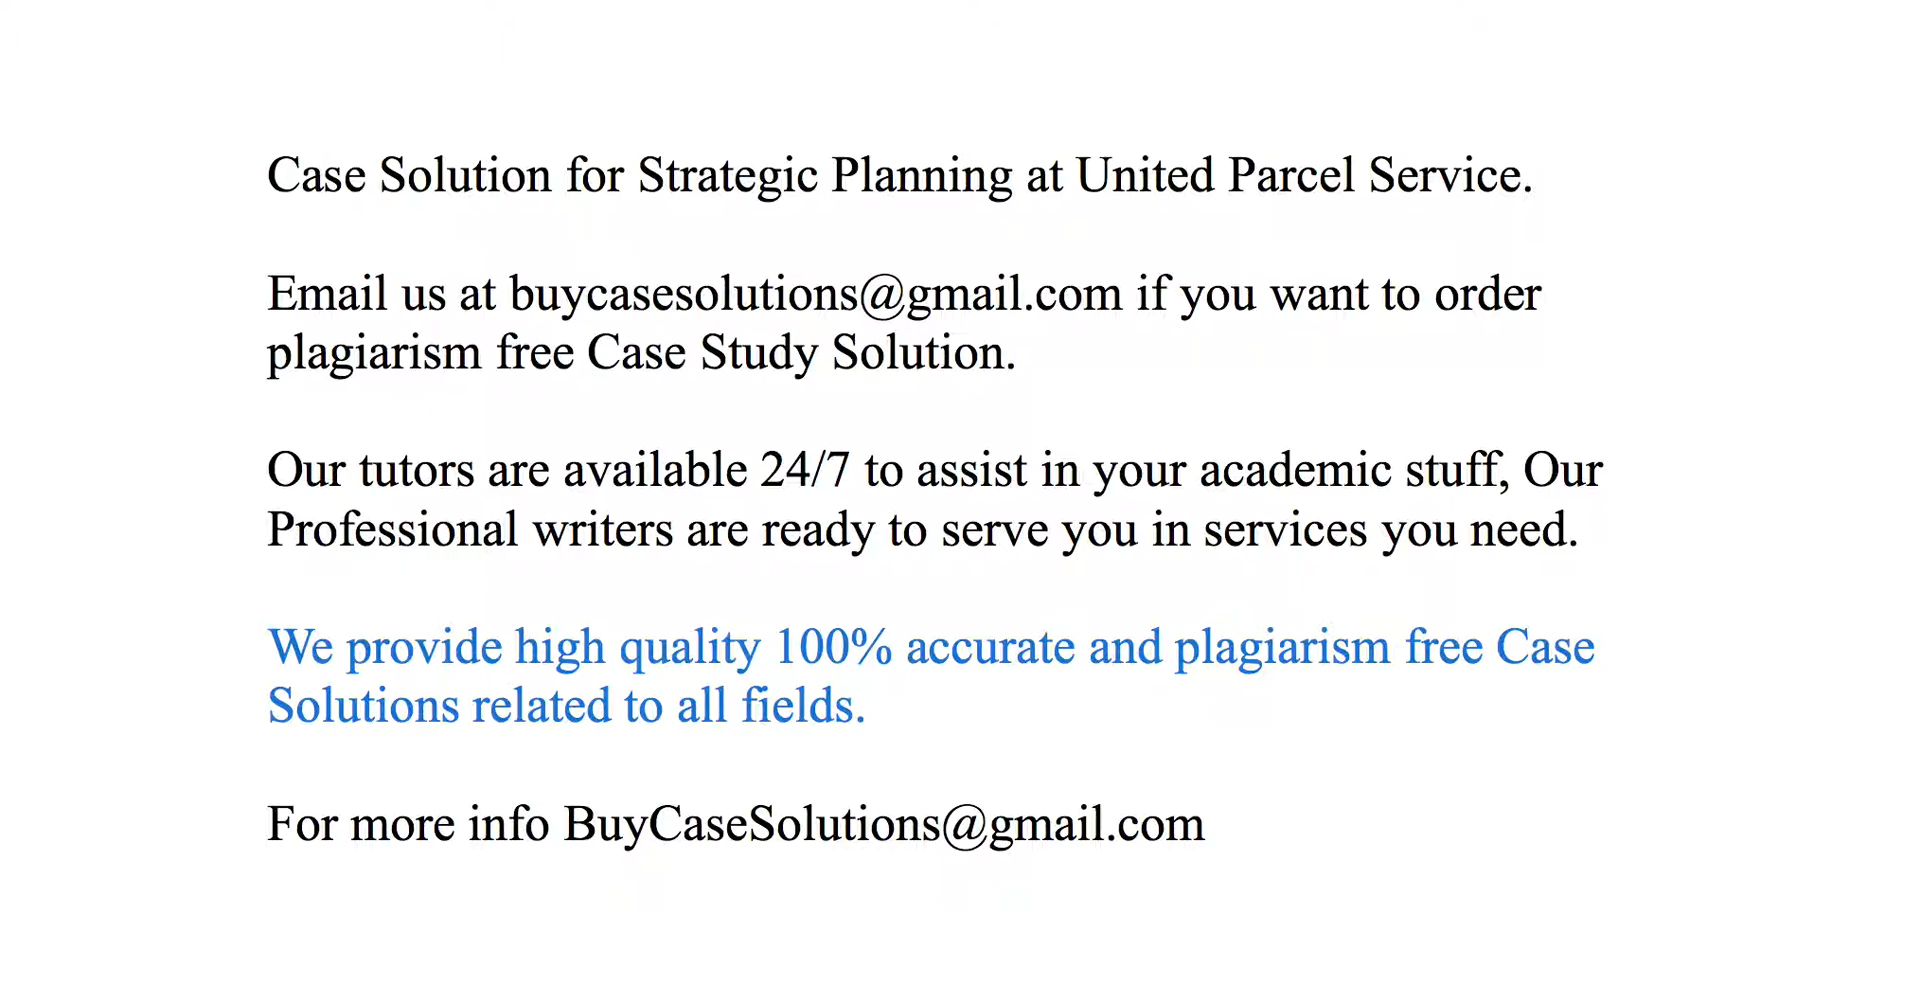 Case Solution for Strategic Planning at United Parcel Service.
Email us at buycasesolutions@gmail.com if you want to order
plagiarism free Case Study Solution.
Our tutors are available 24/7 to assist in your academic stuff, Our
Professional writers are ready to serve you in services you need.
We provide high quality 100% accurate and plagiarism free Case
Solutions related to all fields.
For more info BuyCaseSolutions@gmail.com